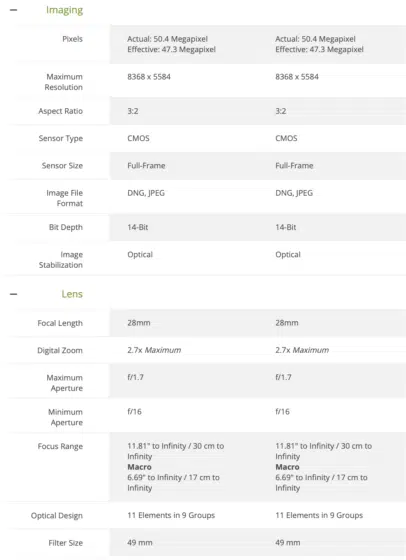 — Imaging
Pixels Actual: 50.4 Megapixel Actual: 50.4 Megapixel
Effective: 47.3 Megapixel Effective: 47.3 Megapixel
Maximum 8368 x 5584 8368 x 5584
Resolution
Aspect Ratio 3:2 3:2
Sensor Type CMOS CMOS
Sensor Size Full-Frame Full-Frame
Image File DNG, JPEG DNG, JPEG
Format
Bit Depth 14-Bit 14-Bit
Image Optical Optical
Stabilization
— Lens
Focal Length 28mm 28mm
Digital Zoom 2.7x Maximum 2.7x Maximum
Maximum f/1.7 f/1.7
Aperture
Minimum f/16 f/16
Aperture
Focus Range 11.81" to Infinity / 30 cm to 11.81" to Infinity / 30 cm to
Infinity Infinity
Macro Macro
6.69" to Infinity / 17 cm to 6.69" to Infinity / 17 cm to
Infinity Infinity
Optical Design 11 Elements in 9 Groups 11 Elements in 9 Groups
Filter Size 49 mm 49 mm